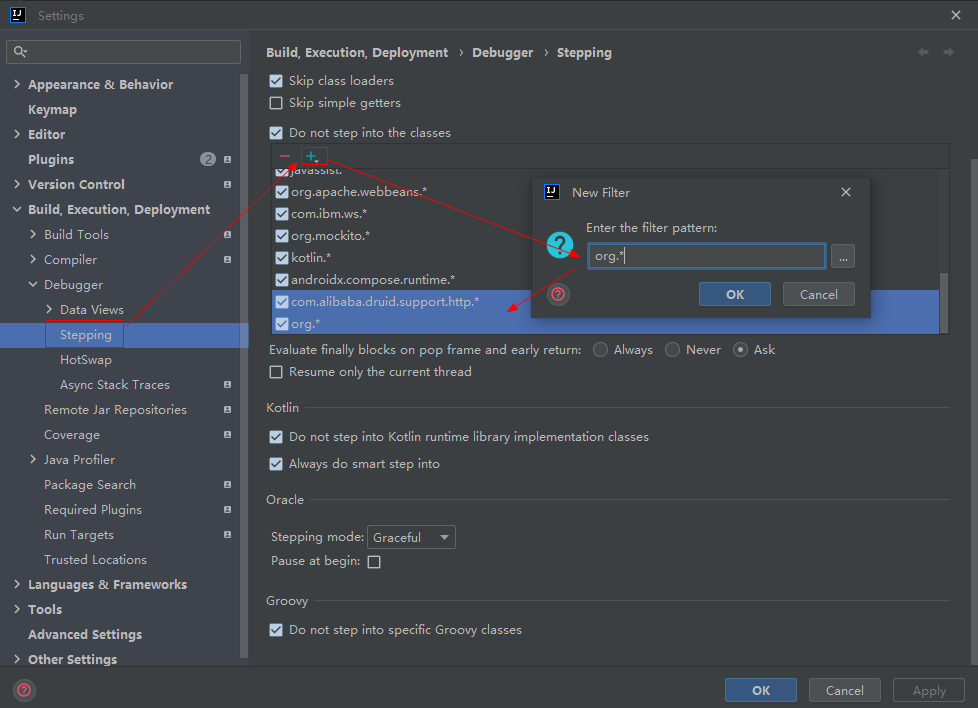 IJ Settings
Appearance & Behavior
Keymap
Editor
Plugins 2
Version Control
Build, Execution, Deployment
Build Tools
Compiler
Debugger
Data Views
Stepping
HotSwap
Async Stack Traces
Remote Jar Repositories
Coverage
Java Profiler
Package Search
Required Plugins
Run Targets
Trusted Locations
Languages & Frameworks
Tools
Advanced Settings
Other Settings
Build, Execution, Deployment › Debugger › Stepping
Skip class loaders
Skip simple getters
Do not step into the classes
javassist.*
org.apache.webbeans.*
com.ibm.ws.*
org.mockito.*
kotlin.*
androidx.compose.runtime.*
com.alibaba.druid.support.http.*
org.*
IJ New Filter
Enter the filter pattern:
org.*
...
OK Cancel
Evaluate finally blocks on pop frame and early return: Always Never Ask
Resume only the current thread
Kotlin
Do not step into Kotlin runtime library implementation classes
Always do smart step into
Oracle
Stepping mode: Graceful
Pause at begin:
Groovy
Do not step into specific Groovy classes
OK Cancel Apply